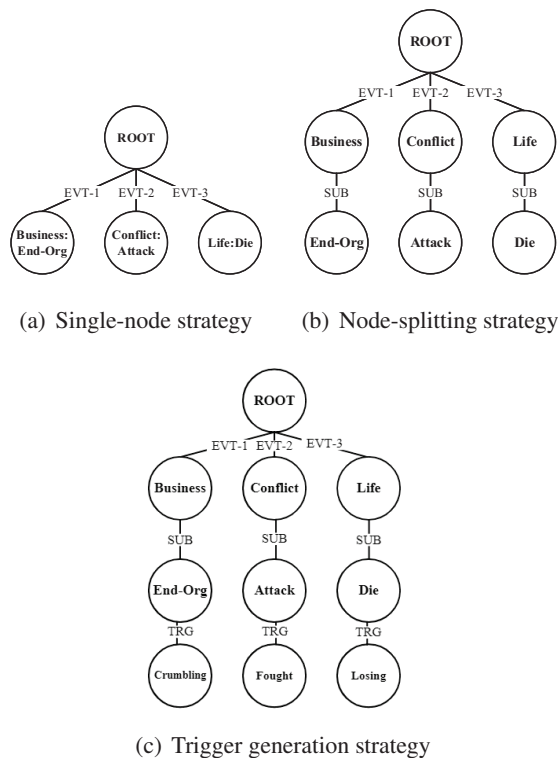 ROOT
EVT-1 EVT-2 EVT-3
Business:
End-Org
Conflict:
Attack
Life:Die
(a) Single-node strategy
ROOT
EVT-1 EVT-2 EVT-3
Business Conflict Life
SUB SUB SUB
End-Org Attack Die
(b) Node-splitting strategy
ROOT
EVT-1 EVT-2 EVT-3
Business Conflict Life
SUB SUB SUB
End-Org Attack Die
TRG TRG TRG
Crumbling Fought Losing
(c) Trigger generation strategy